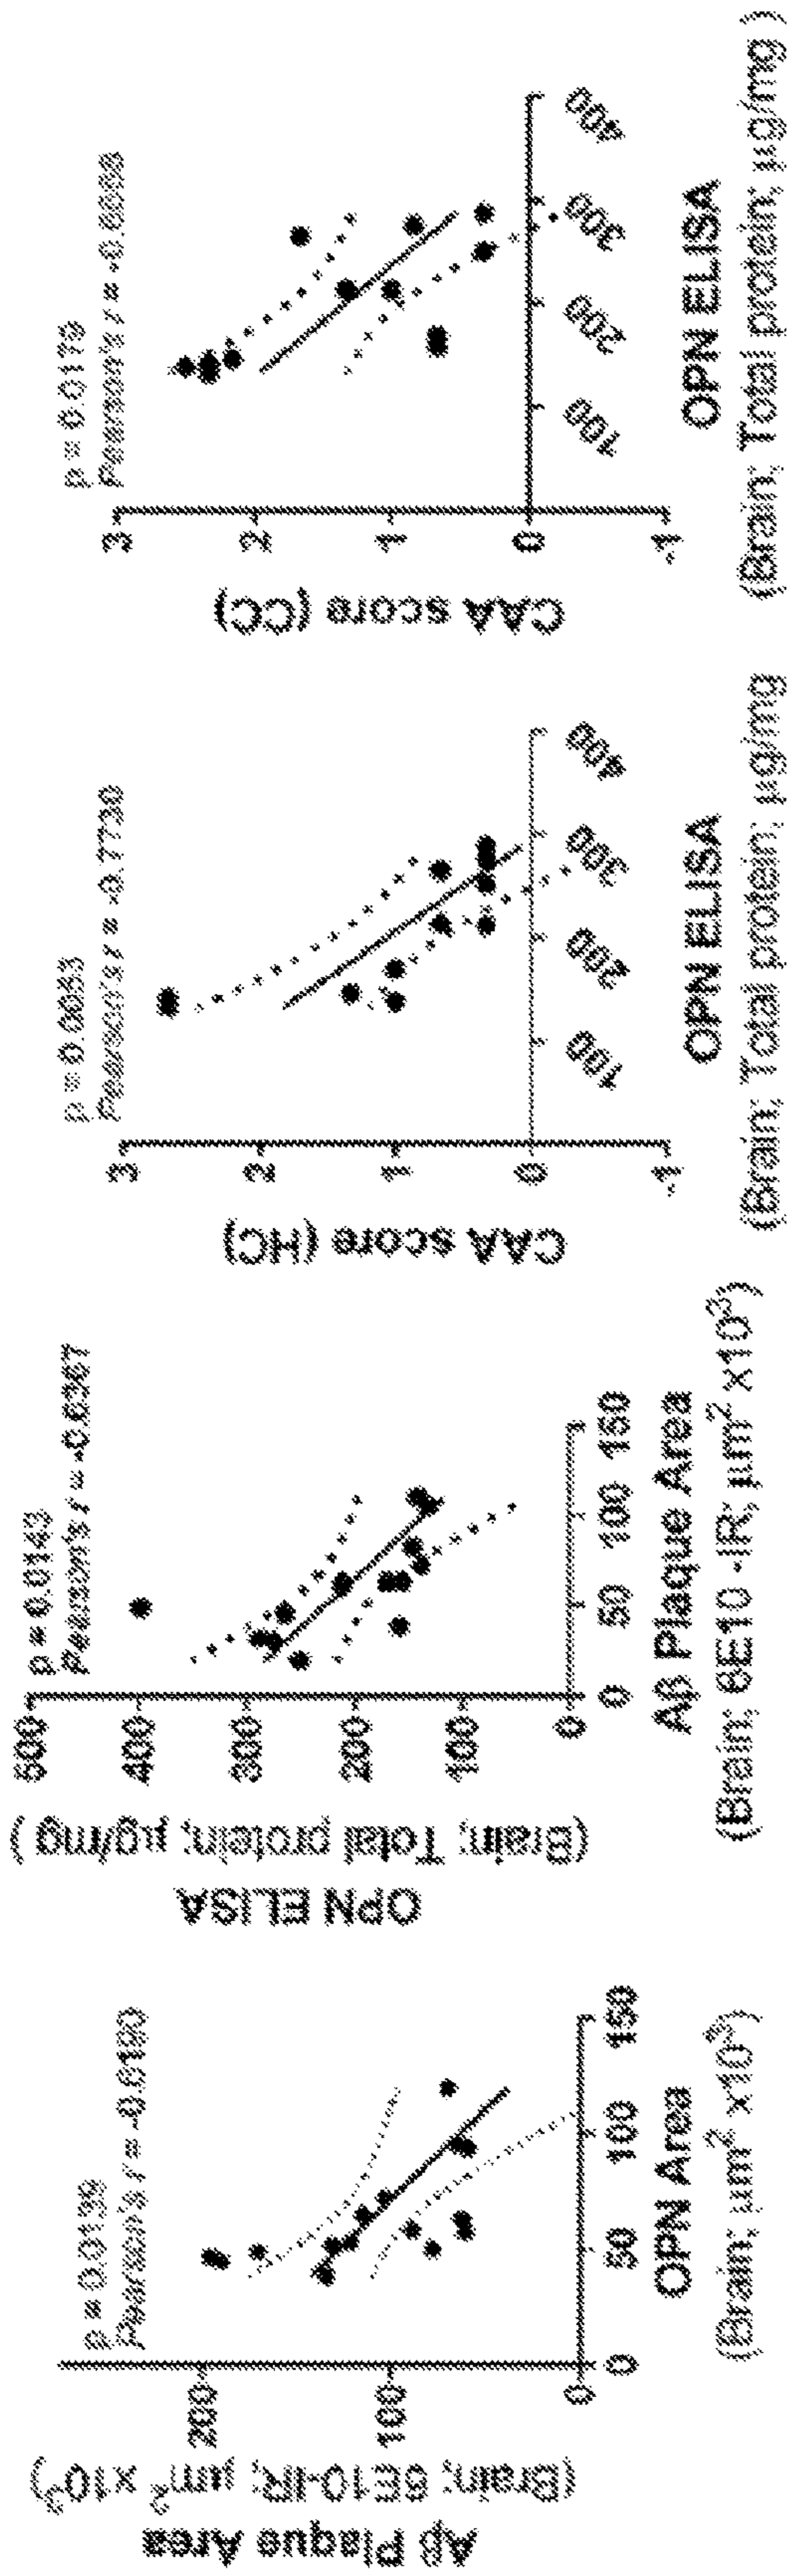 p = 0.0139
Pearson's r = -0.6190
Aβ Plaque Area
(Brain; 6E10-IR; µm² x10³)
200
100
0
0 50 100 150
OPN Area
(Brain; µm² x10³)
p = 0.0143
Pearson's r = -0.6367
OPN ELISA
(Brain; Total protein; µg/mg )
500
400
300
200
100
0
0 50 100 150
Aβ Plaque Area
(Brain; 6E10 -IR; µm² x10³)
p = 0.0053
Pearson's r = -0.7730
CAA score (HC)
3
2
1
0
-1
100 200 300 400
OPN ELISA
(Brain; Total protein; µg/mg
p = 0.0179
Pearson's r =
CAA score (CC)
3
2
1
0
-1
100 200 300 400
OPN ELISA
(Brain; Total protein; µg/mg )